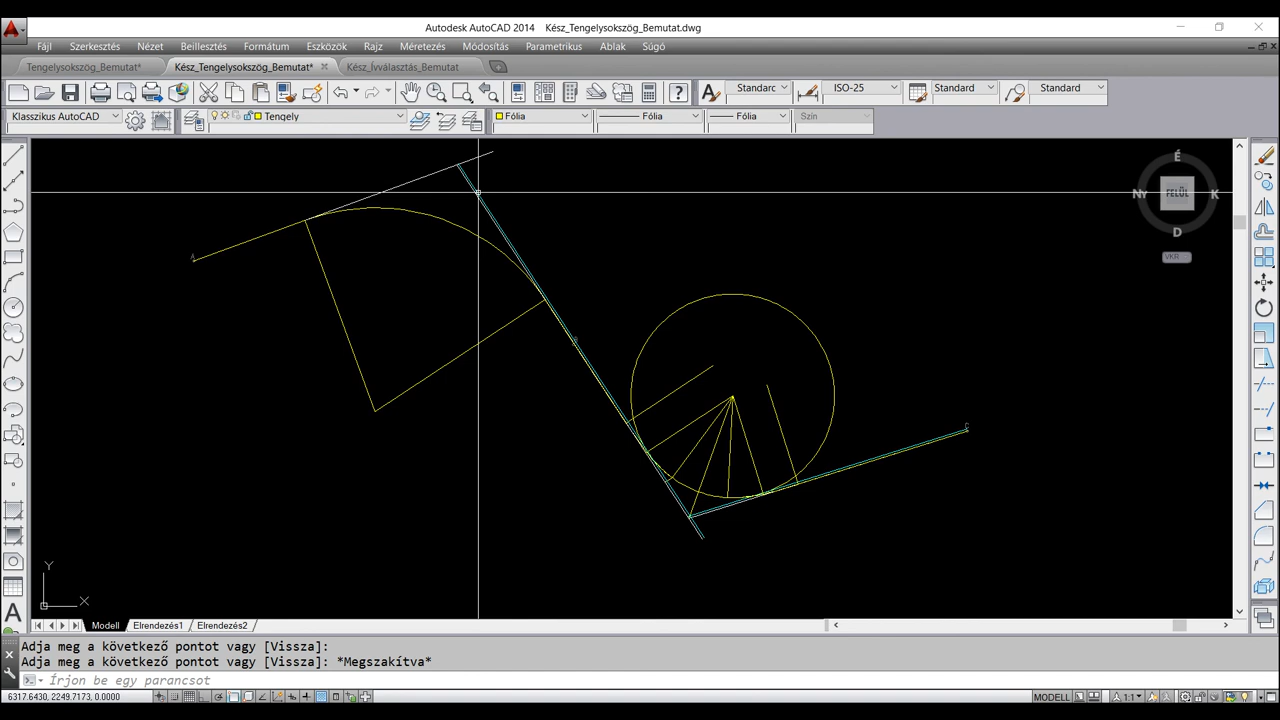 Autodesk AutoCAD 2014 Kész_Tengelysokszög_Bemutat.dwg
Fájl Szerkesztés Nézet Beillesztés Formátum Eszközök Rajz Méretezés Módosítás Parametrikus Ablak Súgó
Tengelysokszög_Bemutat* Kész_Tengelysokszög_Bemutat* Kész_Ívválasztás_Bemutat
Standarc ISO-25 Standard Standard
Klasszikus AutoCAD Tengely Fólia Fólia Fólia Szín
É
Ny FELÜL K
D
VKR
A
B
C
Y
X
Modell Elrendezés1 Elrendezés2
Adja meg a következő pontot vagy [Vissza]:
Adja meg a következő pontot vagy [Vissza]: *Megszakítva*
Írjon be egy parancsot
6317.6430, 2249.7173, 0.0000 MODELL 1:1